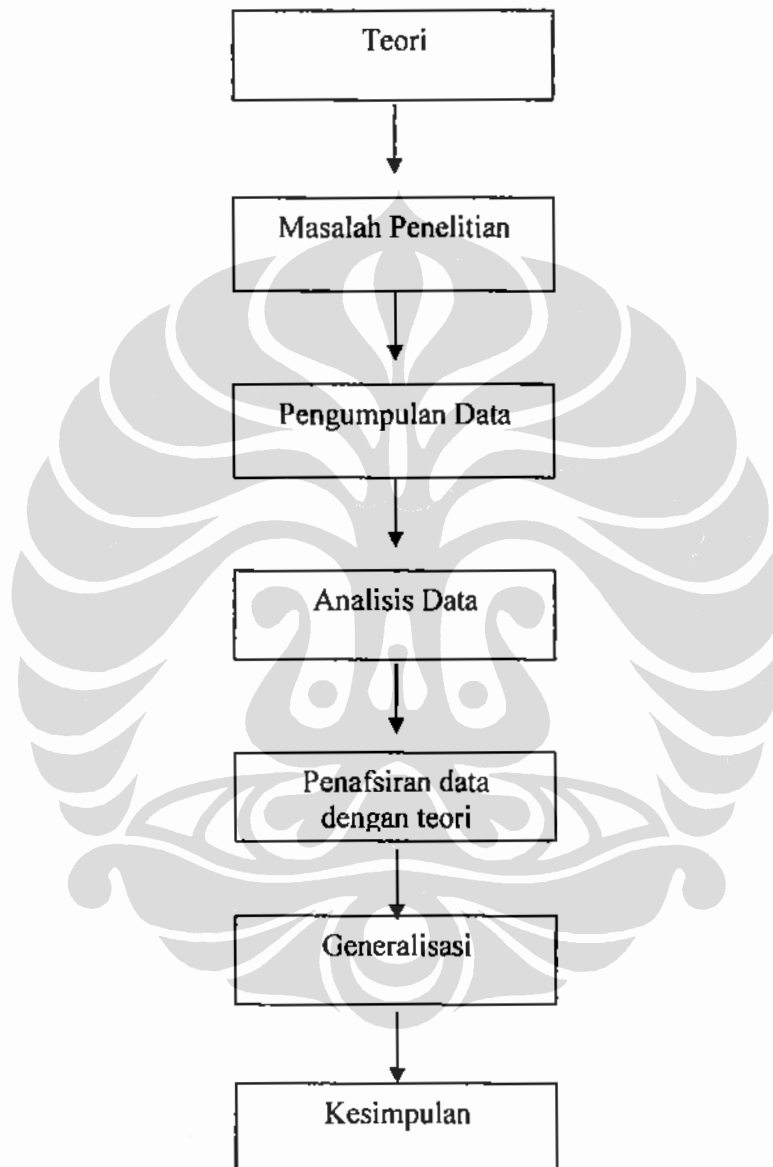 Teori
Masalah Penelitian
Pengumpulan Data
Analisis Data
Penafsiran data
dengan teori
Generalisasi
Kesimpulan